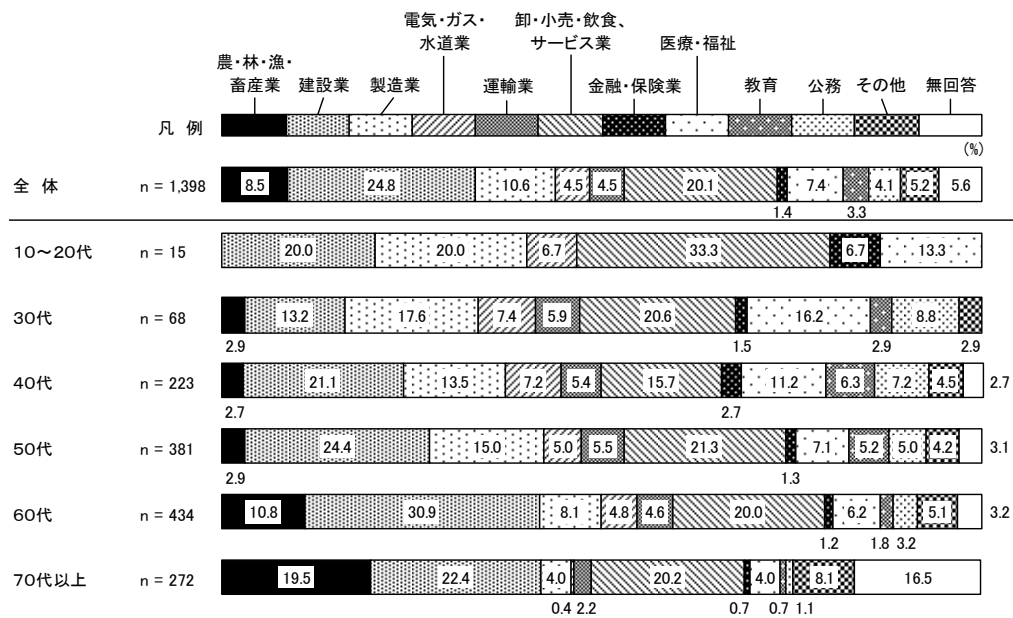 電気・ガス・ 卸・小売・飲食、
水道業 サービス業 医療・福祉
農・林・漁・
畜産業 建設業 製造業 運輸業 金融・保険業 教育 公務 その他 無回答
凡 例
(%)
全 体 n = 1,398 8.5 24.8 10.6 4.5 4.5 20.1 7.4 4.1 5.2 5.6
1.4 3.3
10~20代 n = 15 20.0 20.0 6.7 33.3 6.7 13.3
30代 n = 68 13.2 17.6 7.4 5.9 20.6 16.2 8.8
2.9 1.5 2.9 2.9
40代 n = 223 21.1 13.5 7.2 5.4 15.7 11.2 6.3 7.2 4.5 2.7
2.7 2.7
50代 n = 381 24.4 15.0 5.0 5.5 21.3 7.1 5.2 5.0 4.2 3.1
2.9 1.3
60代 n = 434 10.8 30.9 8.1 4.8 4.6 20.0 6.2 5.1 3.2
1.2 1.8 3.2
70代以上 n = 272 19.5 22.4 4.0 20.2 4.0 8.1 16.5
0.4 2.2 0.7 0.7 1.1